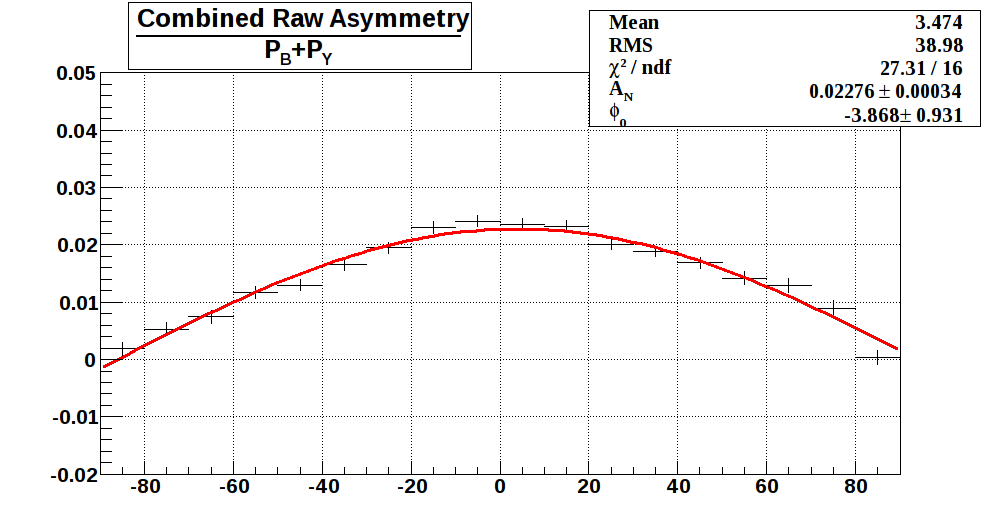 Combined Raw Asymmetry
P_B+P_Y
Mean 3.474
RMS 38.98
χ² / ndf 27.31 / 16
A_N 0.02276 ± 0.00034
ϕ_0 -3.868± 0.931
0.05
0.04
0.03
0.02
0.01
0
-0.01
-0.02
-80 -60 -40 -20 0 20 40 60 80